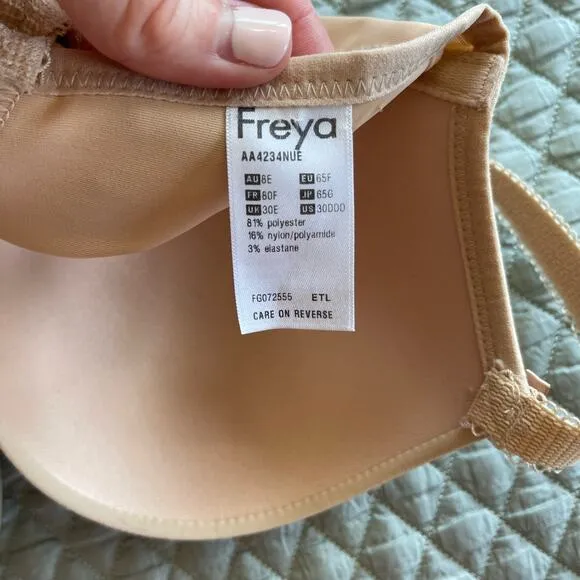 Freya
AA4234NUE
AU 8E EU 65F
FR 80F JP 65G
UK 30E US 30DDD
81% polyester
16% nylon/polyamide
3% elastane
FG072555 ETL
CARE ON REVERSE